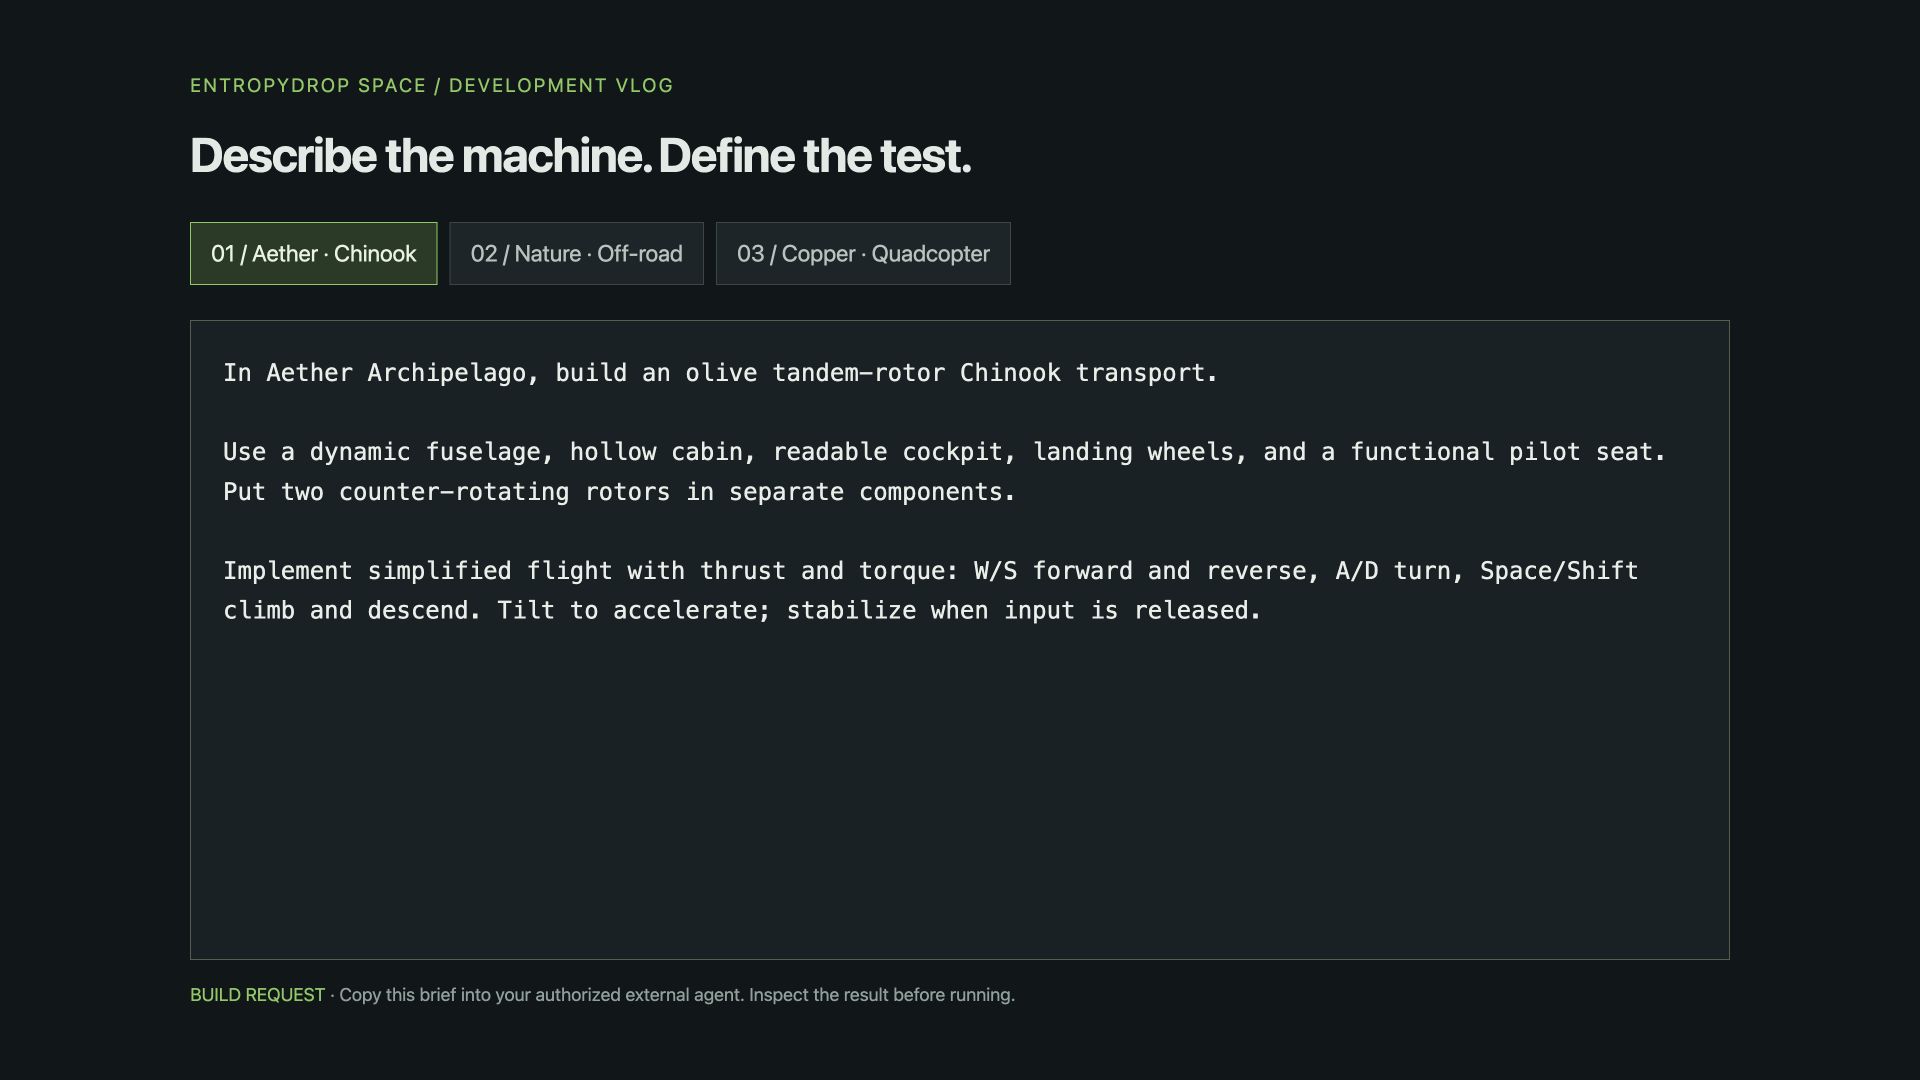 ENTROPYDROP SPACE / DEVELOPMENT VLOG
Describe the machine. Define the test.
01 / Aether · Chinook
02 / Nature · Off-road
03 / Copper · Quadcopter
In Aether Archipelago, build an olive tandem-rotor Chinook transport.
Use a dynamic fuselage, hollow cabin, readable cockpit, landing wheels, and a functional pilot seat.
Put two counter-rotating rotors in separate components.
Implement simplified flight with thrust and torque: W/S forward and reverse, A/D turn, Space/Shift
climb and descend. Tilt to accelerate; stabilize when input is released.
BUILD REQUEST · Copy this brief into your authorized external agent. Inspect the result before running.